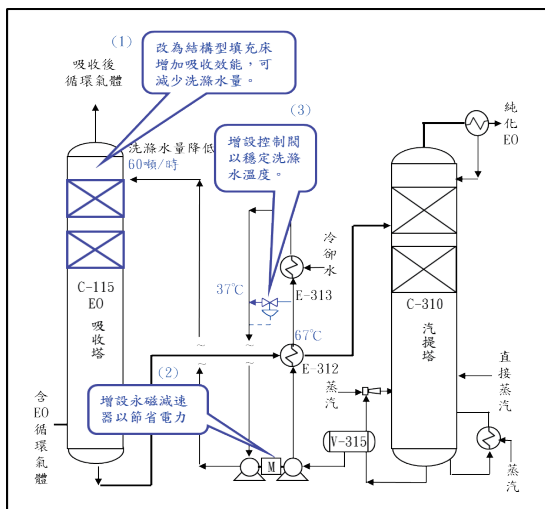 (1)
改為結構型填充床
增加吸收效能，可
減少洗滌水量。
吸收後
循環氣體
(3)
純化
EO
洗滌水量降低
60噸/時
增設控制閥
以穩定洗滌
水溫度。
冷卻水
C-115
EO
吸收塔
37℃
E-313
C-310
汽提塔
67℃
E-312
(2)
增設永磁減速
器以節省電力
蒸汽
直接蒸汽
含
EO
循環氣體
V-315
M
蒸汽
~
~
~
~